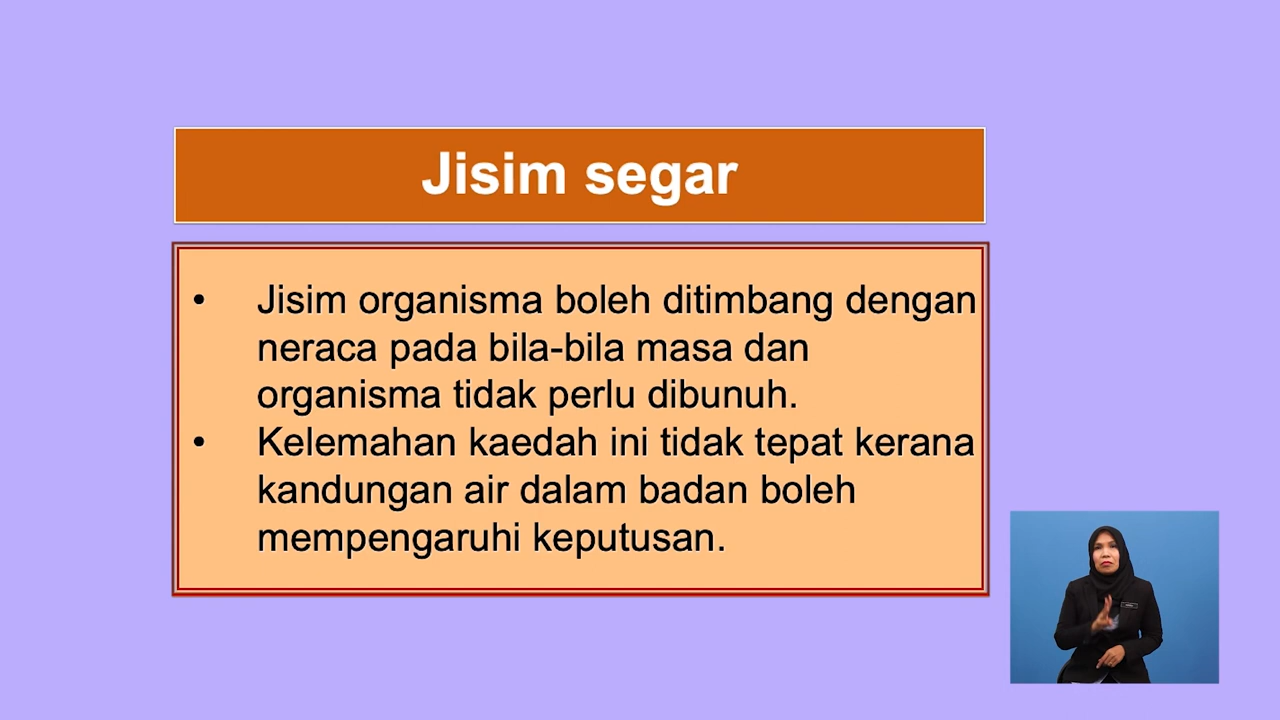 Jisim segar
• Jisim organisma boleh ditimbang dengan
neraca pada bila-bila masa dan
organisma tidak perlu dibunuh.
• Kelemahan kaedah ini tidak tepat kerana
kandungan air dalam badan boleh
mempengaruhi keputusan.